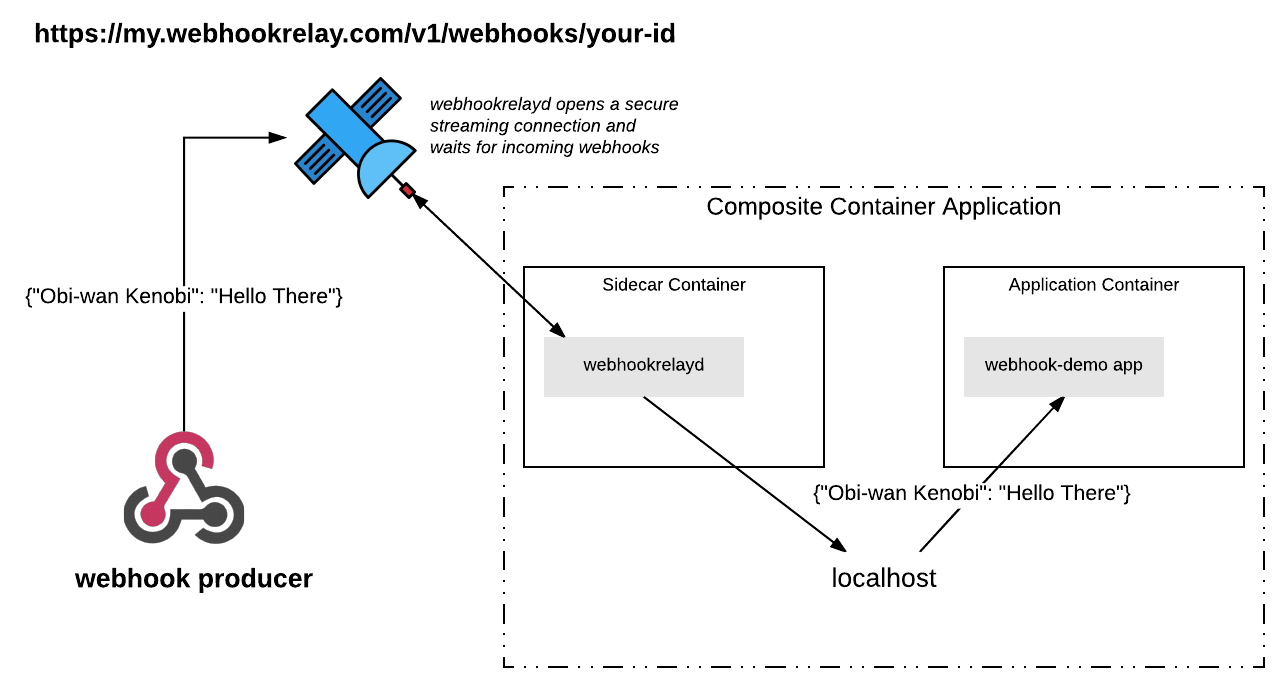 https://my.webhookrelay.com/v1/webhooks/your-id
webhookrelayd opens a secure
streaming connection and
waits for incoming webhooks
Composite Container Application
Sidecar Container
Application Container
{"Obi-wan Kenobi": "Hello There"}
webhookrelayd
webhook-demo app
{"Obi-wan Kenobi": "Hello There"}
webhook producer
localhost